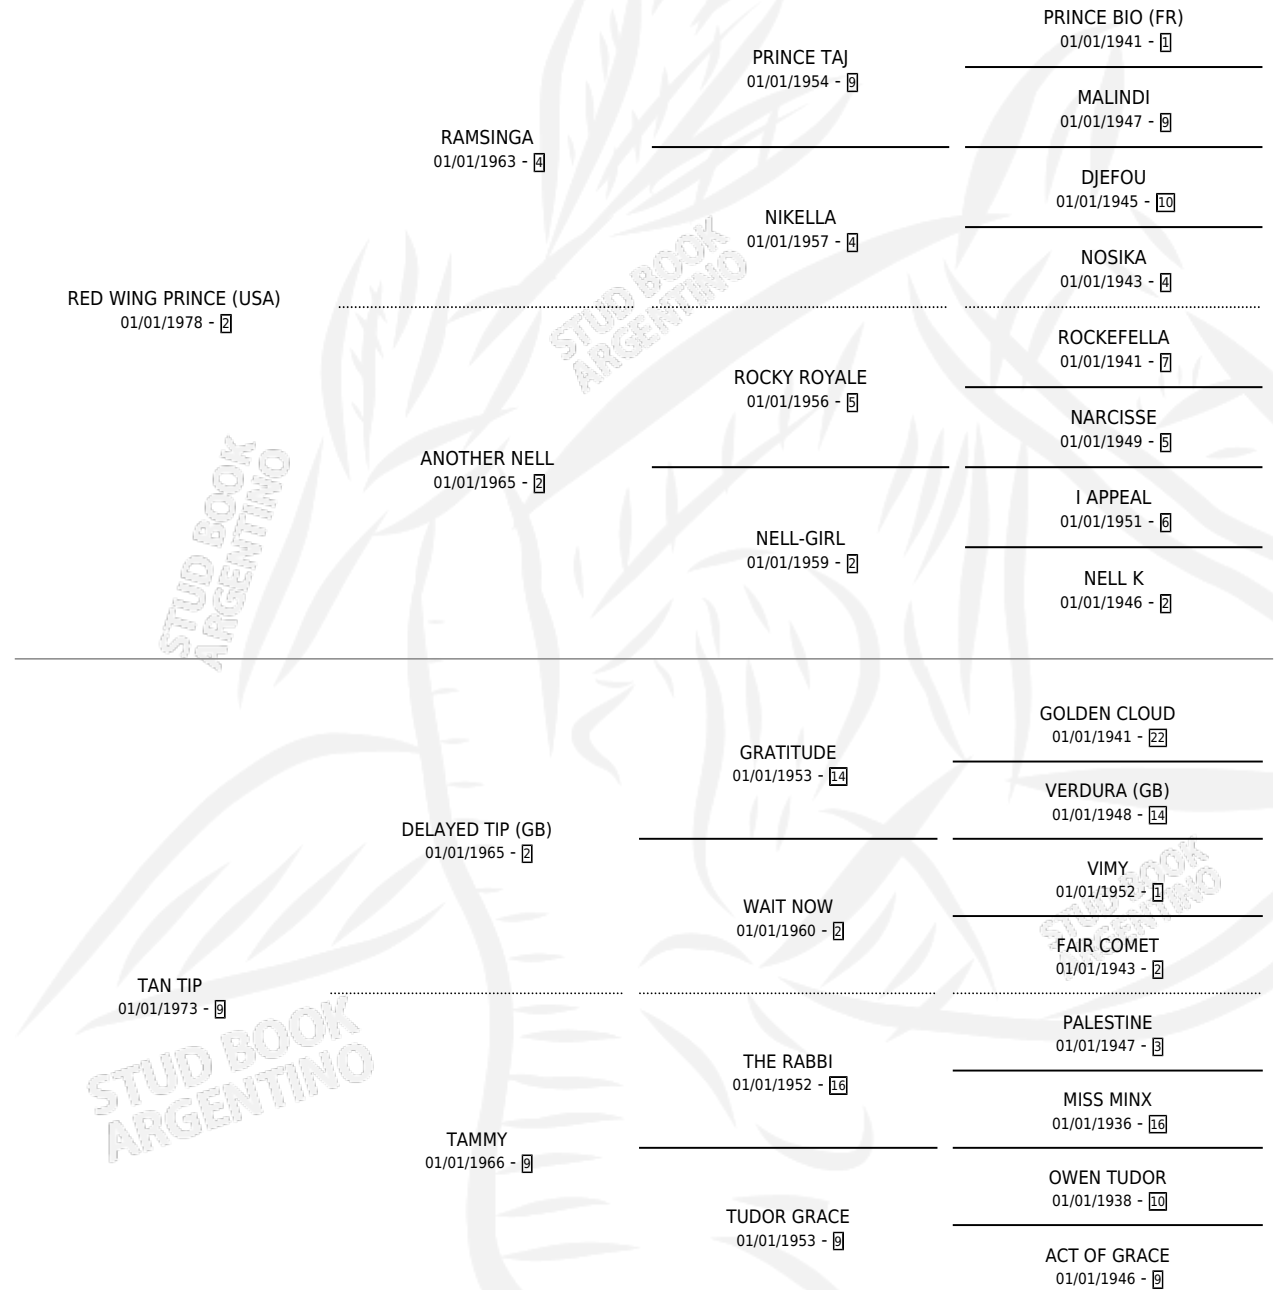 PRINCE BIO (FR)
01/01/1941 - 1
PRINCE TAJ
01/01/1954 - 9
MALINDI
01/01/1947 - 9
RAMSINGA
01/01/1963 - 4
DJEFOU
01/01/1945 - 10
NIKELLA
01/01/1957 - 4
NOSIKA
01/01/1943 - 4
RED WING PRINCE (USA)
01/01/1978 - 2
ROCKEFELLA
01/01/1941 - 7
ROCKY ROYALE
01/01/1956 - 5
NARCISSE
01/01/1949 - 5
ANOTHER NELL
01/01/1965 - 2
I APPEAL
01/01/1951 - 6
NELL-GIRL
01/01/1959 - 2
NELL K
01/01/1946 - 2
STUD BOOK
ARGENTINO
STUD BOOK
ARGENTINO
GOLDEN CLOUD
01/01/1941 - 22
GRATITUDE
01/01/1953 - 14
VERDURA (GB)
01/01/1948 - 14
DELAYED TIP (GB)
01/01/1965 - 2
VIMY
01/01/1952 - 1
WAIT NOW
01/01/1960 - 2
FAIR COMET
01/01/1943 - 2
TAN TIP
01/01/1973 - 9
PALESTINE
01/01/1947 - 3
THE RABBI
01/01/1952 - 16
MISS MINX
01/01/1936 - 16
TAMMY
01/01/1966 - 9
OWEN TUDOR
01/01/1938 - 10
TUDOR GRACE
01/01/1953 - 9
ACT OF GRACE
01/01/1946 - 9
STUD BOOK
ARGENTINO
STUD BOOK
ARGENTINO